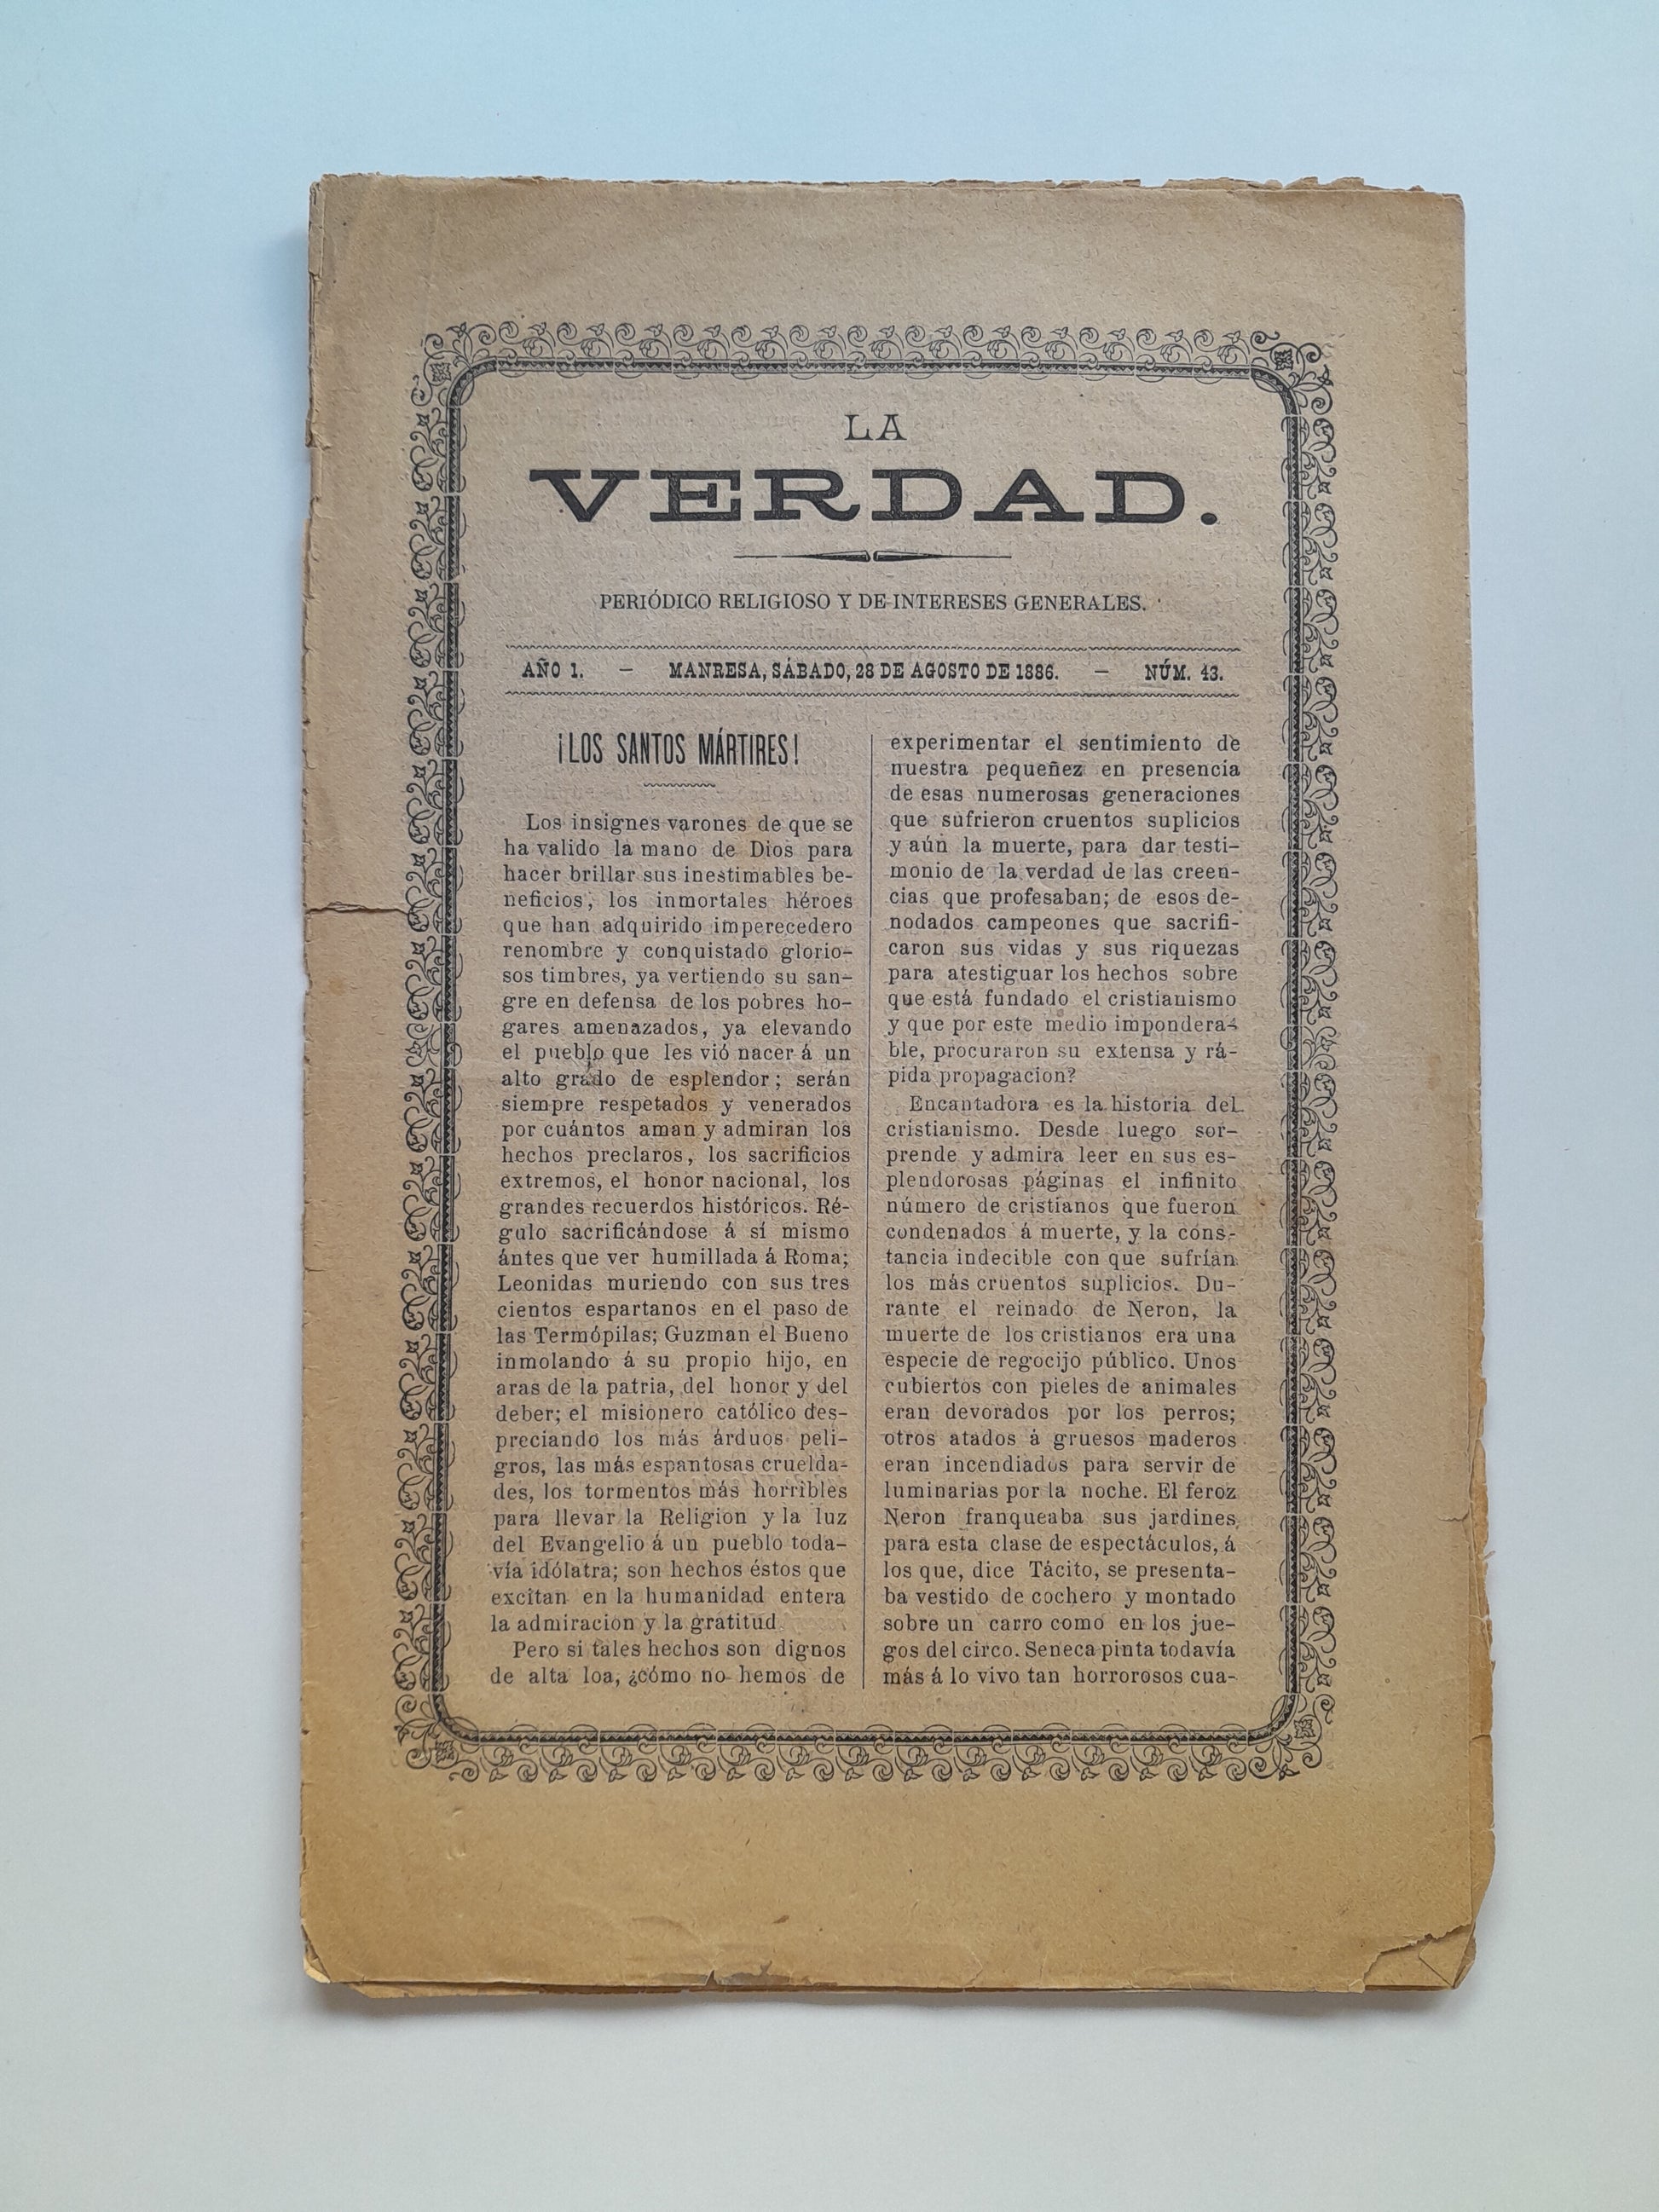 LA
VERDAD.
PERIÓDICO RELIGIOSO Y DE INTERESES GENERALES.
AÑO 1. — MANRESA, SÁBADO, 28 DE AGOSTO DE 1886. — NÚM. 43.
¡LOS SANTOS MÁRTIRES!
Los insignes varones de que se
ha valido la mano de Dios para
hacer brillar sus inestimables be-
neficios, los inmortales héroes
que han adquirido imperecedero
renombre y conquistado glorio-
sos timbres, ya vertiendo su san-
gre en defensa de los pobres ho-
gares amenazados, ya elevando
el pueblo que les vió nacer á un
alto grado de esplendor; serán
siempre respetados y venerados
por cuántos aman y admiran los
hechos preclaros, los sacrificios
extremos, el honor nacional, los
grandes recuerdos históricos. Ré-
gulo sacrificándose á sí mismo
ántes que ver humillada á Roma;
Leonidas muriendo con sus tres
cientos espartanos en el paso de
las Termópilas; Guzman el Bueno
inmolando á su propio hijo, en
aras de la patria, del honor y del
deber; el misionero católico des-
preciando los más árduos peli-
gros, las más espantosas cruelda-
des, los tormentos más horribles
para llevar la Religion y la luz
del Evangelio á un pueblo toda-
vía idólatra; son hechos éstos que
excitan en la humanidad entera
la admiracion y la gratitud.
Pero si tales hechos son dignos
de alta loa, ¿cómo no hemos de
experimentar el sentimiento de
nuestra pequeñez en presencia
de esas numerosas generaciones
que sufrieron cruentos suplicios
y aún la muerte, para dar testi-
monio de la verdad de las creen-
cias que profesaban; de esos de-
nodados campeones que sacrifi-
caron sus vidas y sus riquezas
para atestiguar los hechos sobre
que está fundado el cristianismo
y que por este medio impondera-
ble, procuraron su extensa y rá-
pida propagacion?
Encantadora es la historia del
cristianismo. Desde luego sor-
prende y admira leer en sus es-
plendorosas páginas el infinito
número de cristianos que fueron
condenados á muerte, y la cons-
tancia indecible con que sufrían
los más cruentos suplicios. Du-
rante el reinado de Neron, la
muerte de los cristianos era una
especie de regocijo público. Unos
cubiertos con pieles de animales
eran devorados por los perros;
otros atados á gruesos maderos
eran incendiados para servir de
luminarias por la noche. El feroz
Neron franqueaba sus jardines
para esta clase de espectáculos, á
los que, dice Tácito, se presenta-
ba vestido de cochero y montado
sobre un carro como en los jue-
gos del circo. Seneca pinta todavía
más á lo vivo tan horrorosos cua-